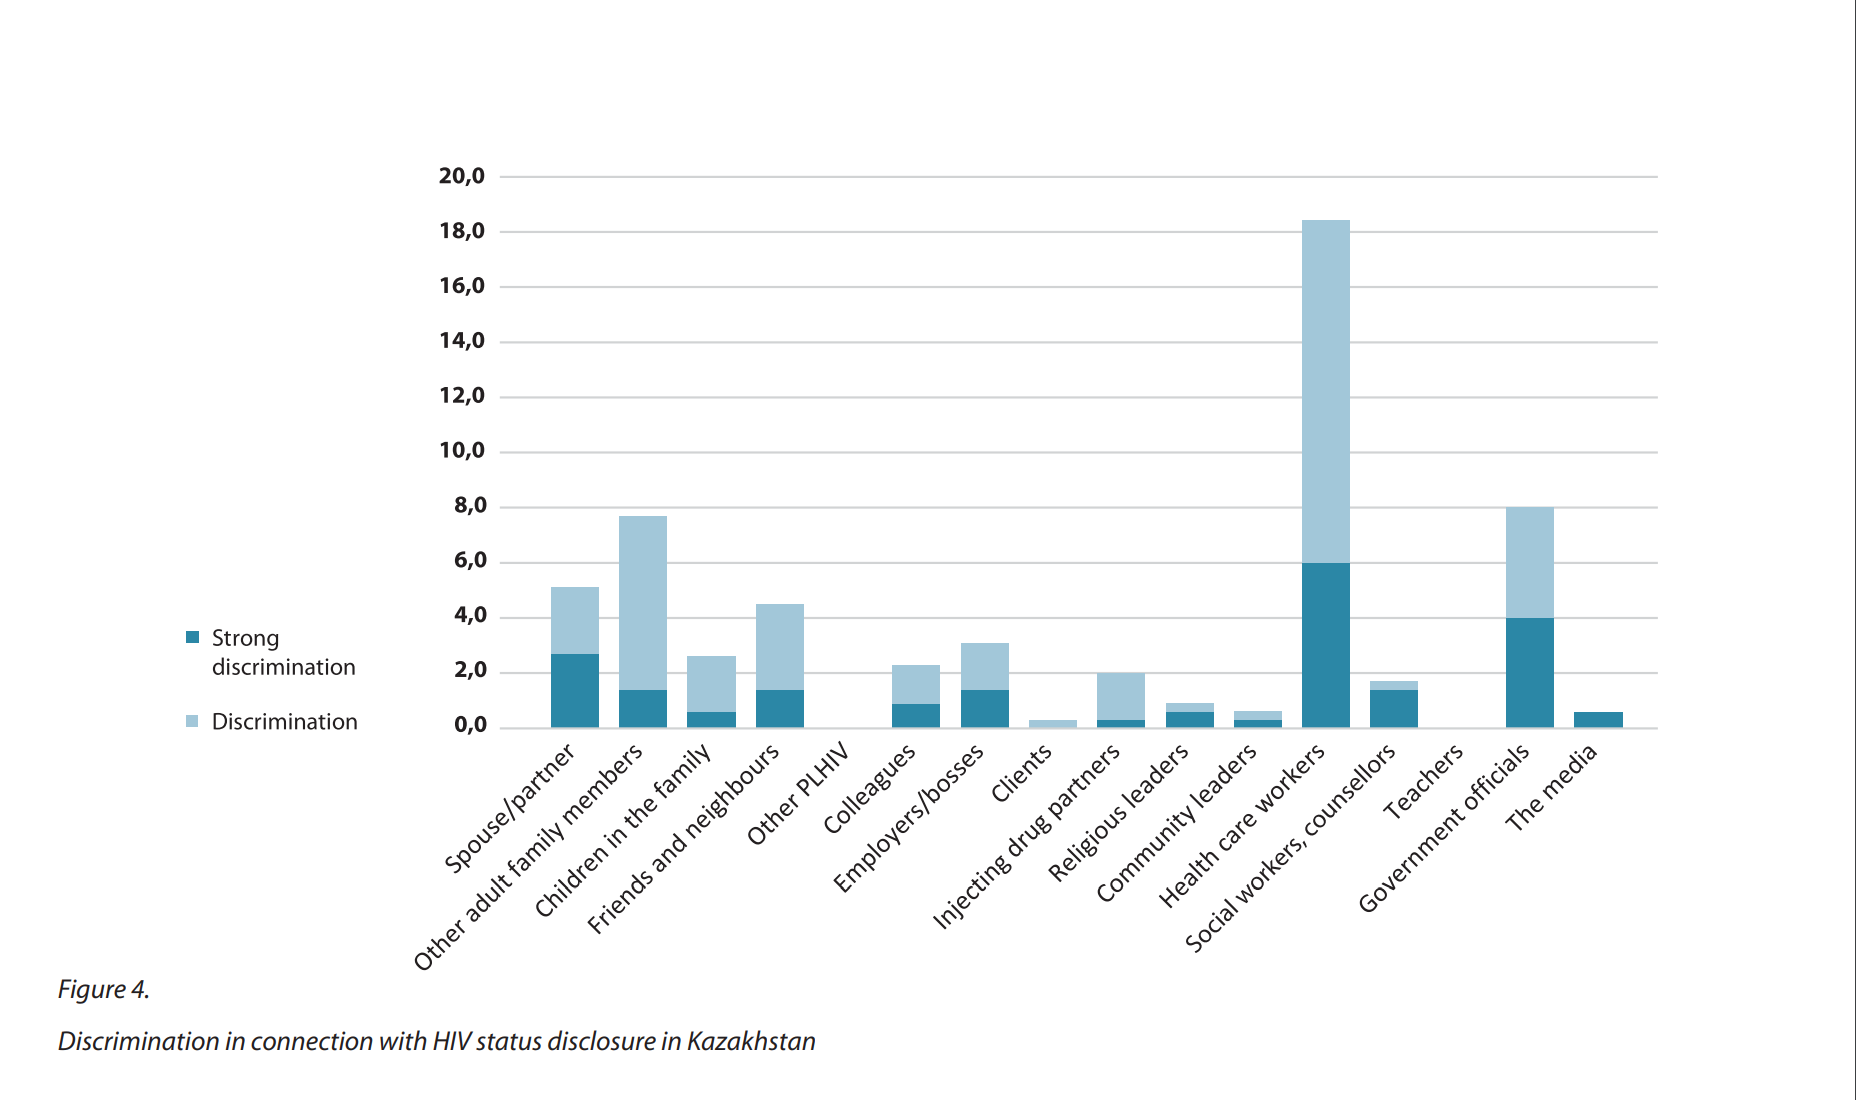 20,0
18,0
16,0
14,0
12,0
10,0
8,0
6,0
4,0
2,0
0,0
Strong
discrimination
Discrimination
Spouse/partner
Other adult family members
Children in the family
Friends and neighbours
Other PLHIV
Colleagues
Employers/bosses
Clients
Injecting drug partners
Religious leaders
Community leaders
Health care workers
Social workers, counsellors
Teachers
Government officials
The media
Figure 4.
Discrimination in connection with HIV status disclosure in Kazakhstan